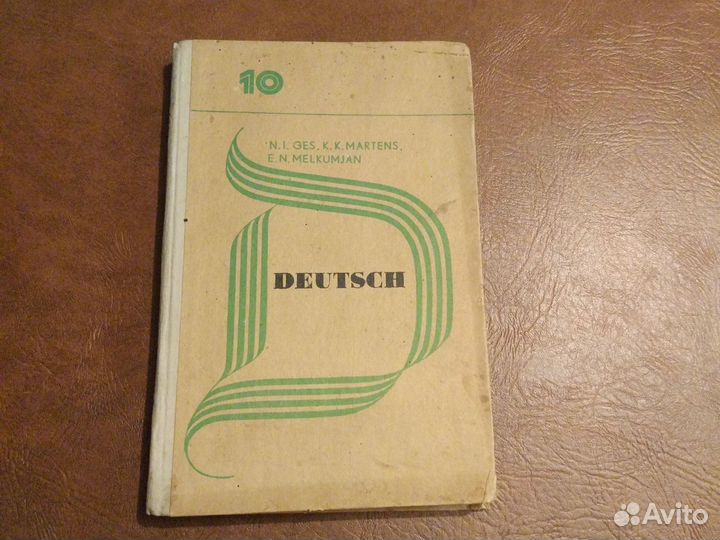 10
N.I. GES, K.K. MARTENS,
E.N. MELKUMJAN
DEUTSCH
Avito